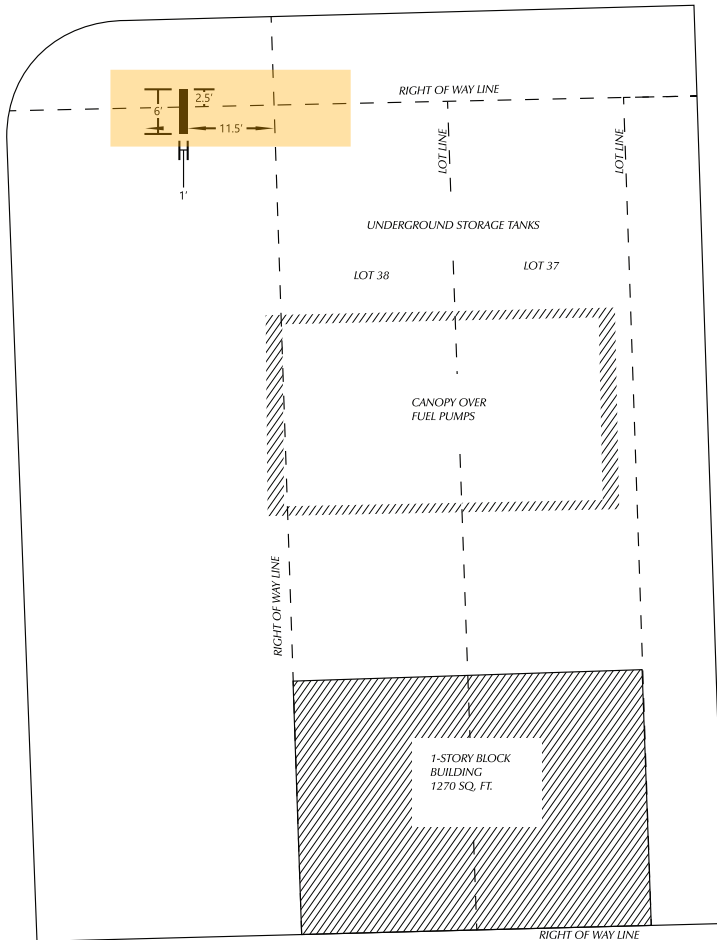 RIGHT OF WAY LINE
2.5'
6'
11.5'
1'
LOT LINE
LOT LINE
UNDERGROUND STORAGE TANKS
LOT 38
LOT 37
CANOPY OVER
FUEL PUMPS
RIGHT OF WAY LINE
1-STORY BLOCK
BUILDING
1270 SQ, FT.
RIGHT OF WAY LINE